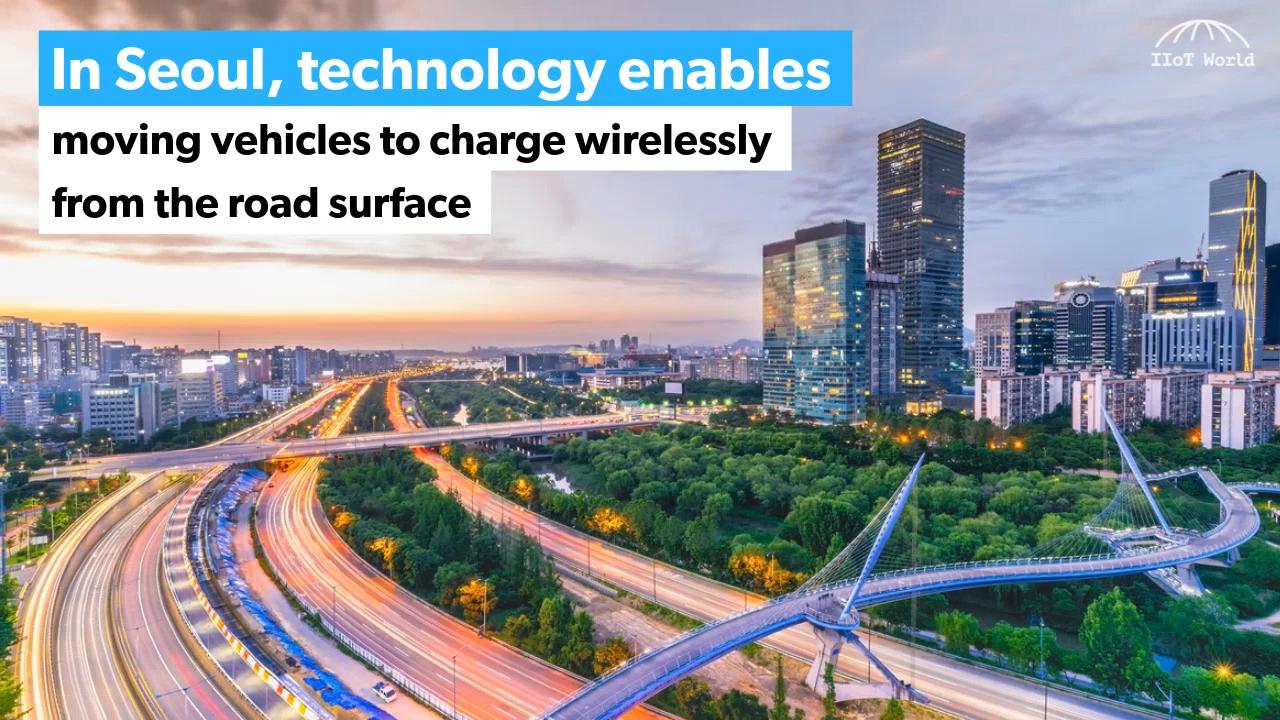 In Seoul, technology enables
moving vehicles to charge wirelessly
from the road surface
IIoT World